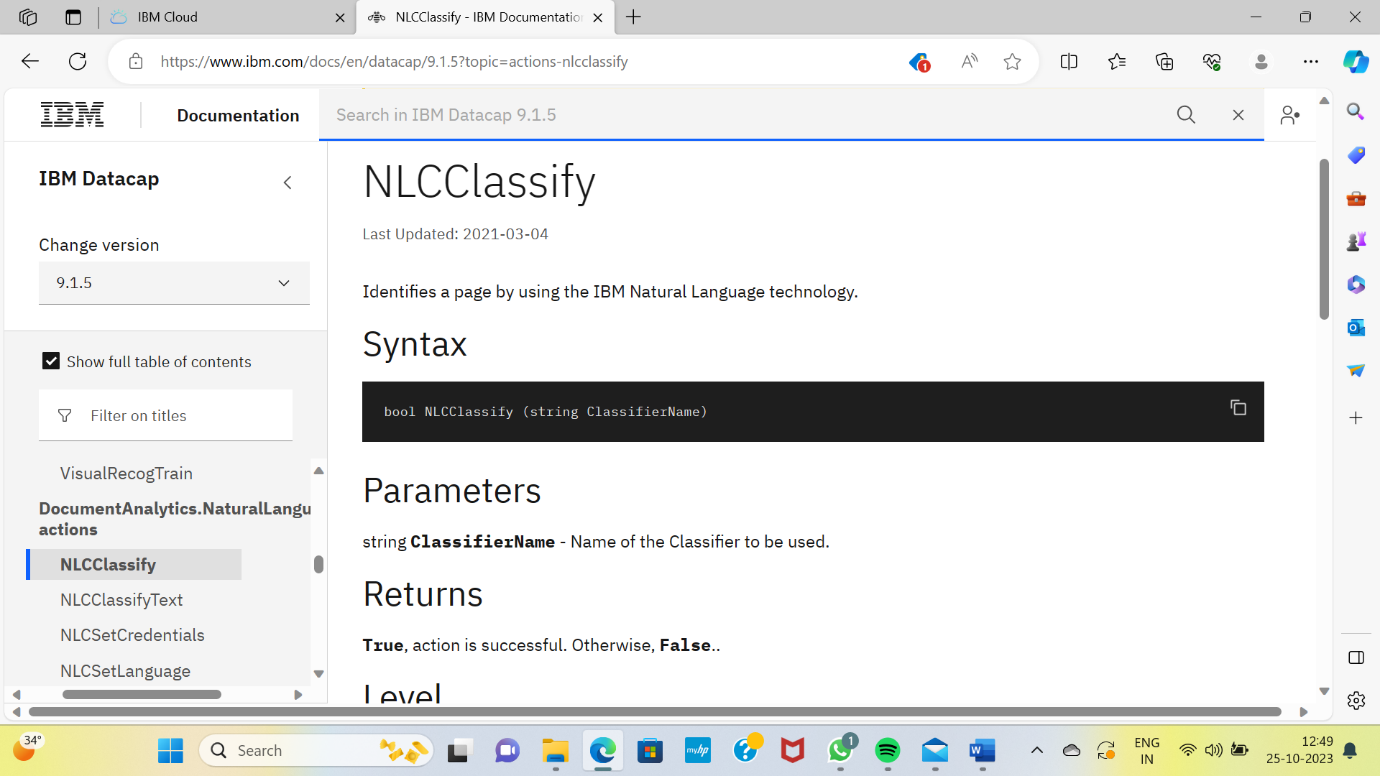 IBM Cloud
NLCClassify - IBM Documentation
https://www.ibm.com/docs/en/datacap/9.1.5?topic=actions-nlcclassify
1
IBM
Documentation
Search in IBM Datacap 9.1.5
IBM Datacap
Change version
9.1.5
Show full table of contents
Filter on titles
VisualRecogTrain
DocumentAnalytics.NaturalLangu
actions
NLCClassify
NLCClassifyText
NLCSetCredentials
NLCSetLanguage
NLCClassify
Last Updated: 2021-03-04
Identifies a page by using the IBM Natural Language technology.
Syntax
bool NLCClassify (string ClassifierName)
Parameters
string ClassifierName - Name of the Classifier to be used.
Returns
True, action is successful. Otherwise, False..
Level
34°
Search
myhp
1
ENG
IN
12:49
25-10-2023